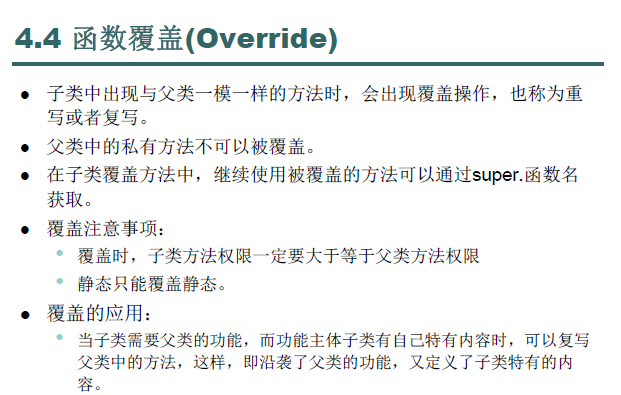 4.4 函数覆盖(Override)
● 子类中出现与父类一模一样的方法时，会出现覆盖操作，也称为重
写或者复写。
● 父类中的私有方法不可以被覆盖。
● 在子类覆盖方法中，继续使用被覆盖的方法可以通过super.函数名
获取。
● 覆盖注意事项：
• 覆盖时，子类方法权限一定要大于等于父类方法权限
• 静态只能覆盖静态。
● 覆盖的应用：
• 当子类需要父类的功能，而功能主体子类有自己特有内容时，可以复写
父类中的方法，这样，即沿袭了父类的功能，又定义了子类特有的内
容。